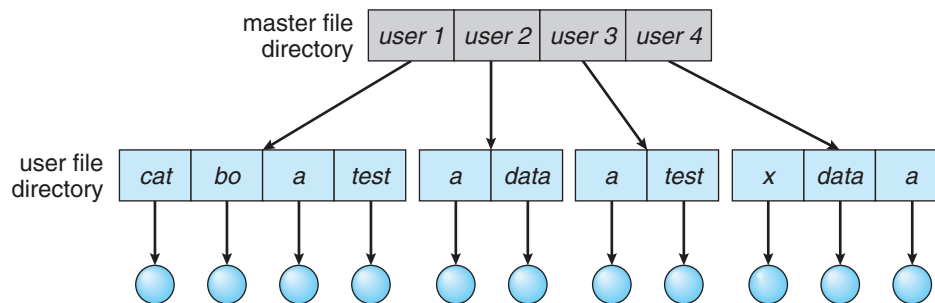 master file
directory
user 1 user 2 user 3 user 4
user file
directory
cat bo a test a data a test x data a